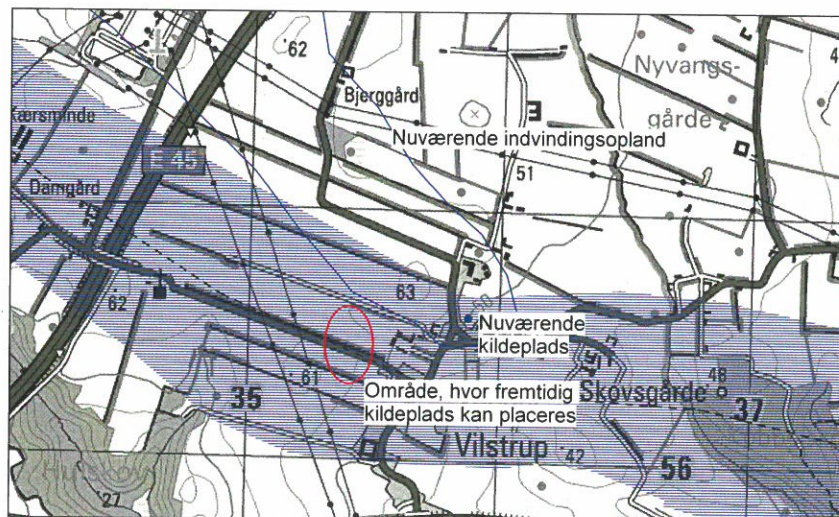 62
Nyvangs-
gårde
Bjerggård
Kærsminde
Nuværende indvindingsopland
E 45
51
Damgård
63
62
Nuværende
kildeplads
61
Område, hvor fremtidig
kildeplads kan placeres
35
Skovsgårde
48
37
Vilstrup
42
56
27